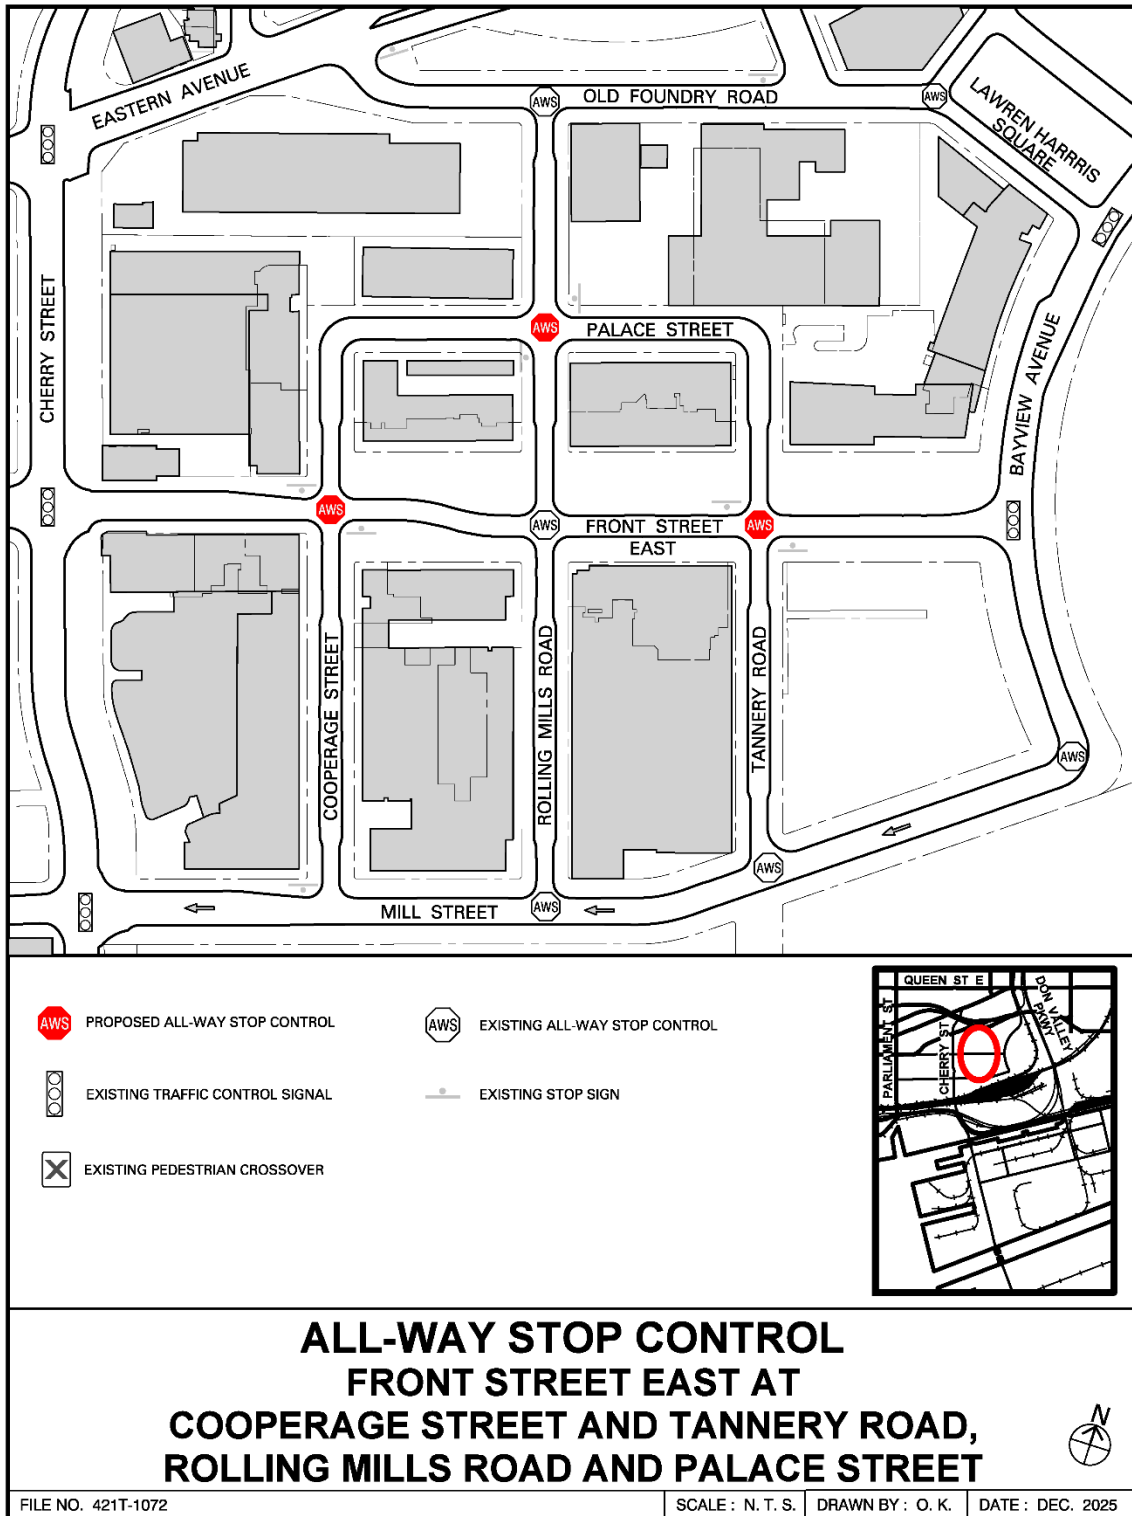 EASTERN AVENUE
AWS
OLD FOUNDRY ROAD
AWS
LAWREN HARRRIS
SQUARE
CHERRY STREET
AWS
PALACE STREET
BAYVIEW AVENUE
AWS
AWS
FRONT STREET
EAST
AWS
COOPERAGE STREET
ROLLING MILLS ROAD
TANNERY ROAD
AWS
AWS
MILL STREET
AWS
AWS
PROPOSED ALL-WAY STOP CONTROL
AWS
EXISTING ALL-WAY STOP CONTROL
EXISTING TRAFFIC CONTROL SIGNAL
EXISTING STOP SIGN
X
EXISTING PEDESTRIAN CROSSOVER
QUEEN ST E
PARLIAMENT ST
CHERRY ST
DON VALLEY
PKWY
ALL-WAY STOP CONTROL
FRONT STREET EAST AT
COOPERAGE STREET AND TANNERY ROAD,
ROLLING MILLS ROAD AND PALACE STREET
N
FILE NO. 421T-1072
SCALE : N. T. S.
DRAWN BY : O. K.
DATE : DEC. 2025